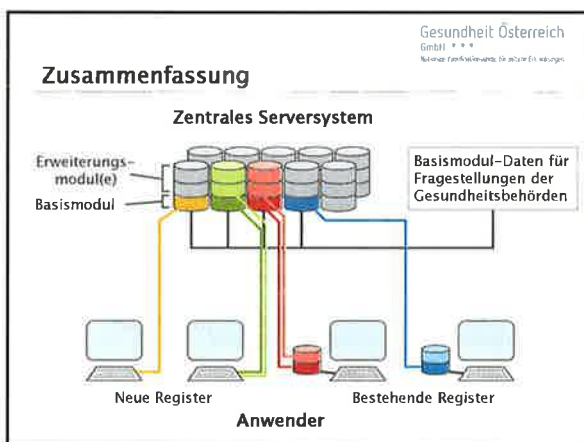 Gesundheit Österreich
GmbH
Zusammenfassung
Zentrales Serversystem
Erweiterungs-
modul(e)
Basismodul
Basismodul-Daten für
Fragestellungen der
Gesundheitsbehörden
Neue Register
Bestehende Register
Anwender